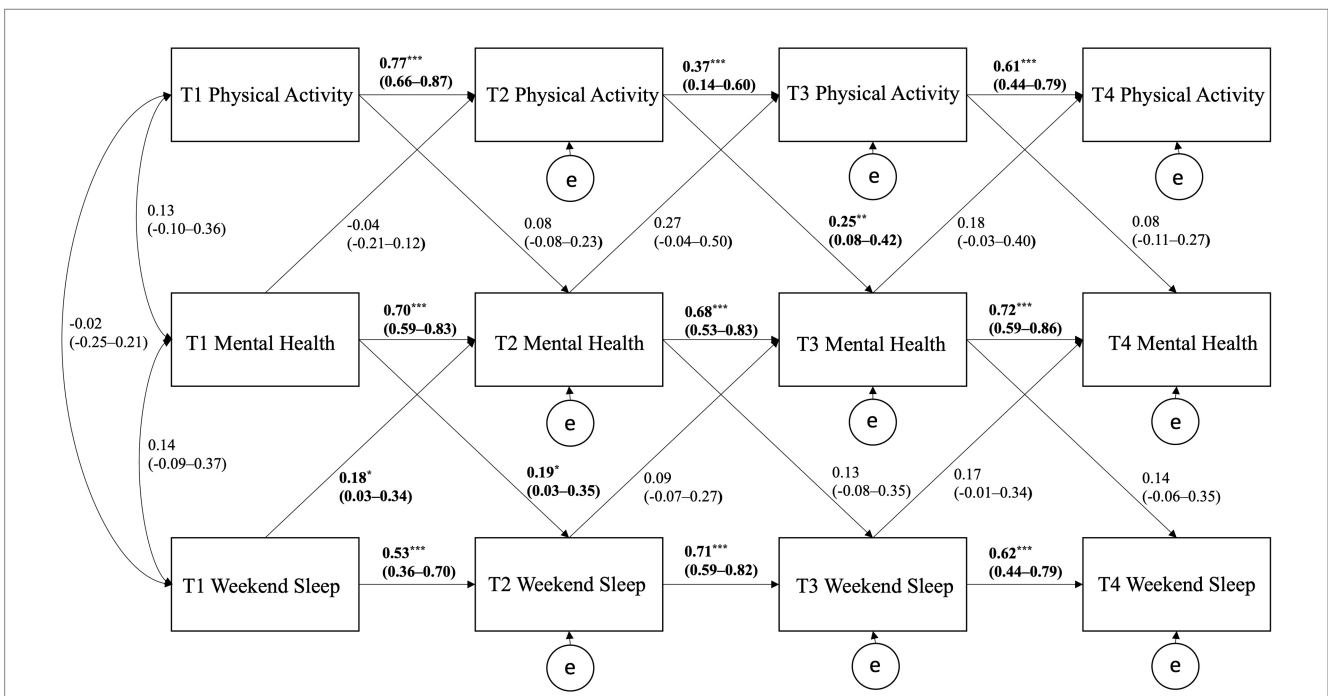 0.77***
(0.66–0.87)
0.37***
(0.14–0.60)
0.61***
(0.44–0.79)
T1 Physical Activity
T2 Physical Activity
T3 Physical Activity
T4 Physical Activity
e
e
e
0.13
(-0.10–0.36)
-0.04
(-0.21–0.12)
0.08
(-0.08–0.23)
0.27
(-0.04–0.50)
0.25**
(0.08–0.42)
0.18
(-0.03–0.40)
0.08
(-0.11–0.27)
-0.02
(-0.25–0.21)
0.70***
(0.59–0.83)
0.68***
(0.53–0.83)
0.72***
(0.59–0.86)
T1 Mental Health
T2 Mental Health
T3 Mental Health
T4 Mental Health
e
e
e
0.14
(-0.09–0.37)
0.18*
(0.03–0.34)
0.19*
(0.03–0.35)
0.09
(-0.07–0.27)
0.13
(-0.08–0.35)
0.17
(-0.01–0.34)
0.14
(-0.06–0.35)
0.53***
(0.36–0.70)
0.71***
(0.59–0.82)
0.62***
(0.44–0.79)
T1 Weekend Sleep
T2 Weekend Sleep
T3 Weekend Sleep
T4 Weekend Sleep
e
e
e